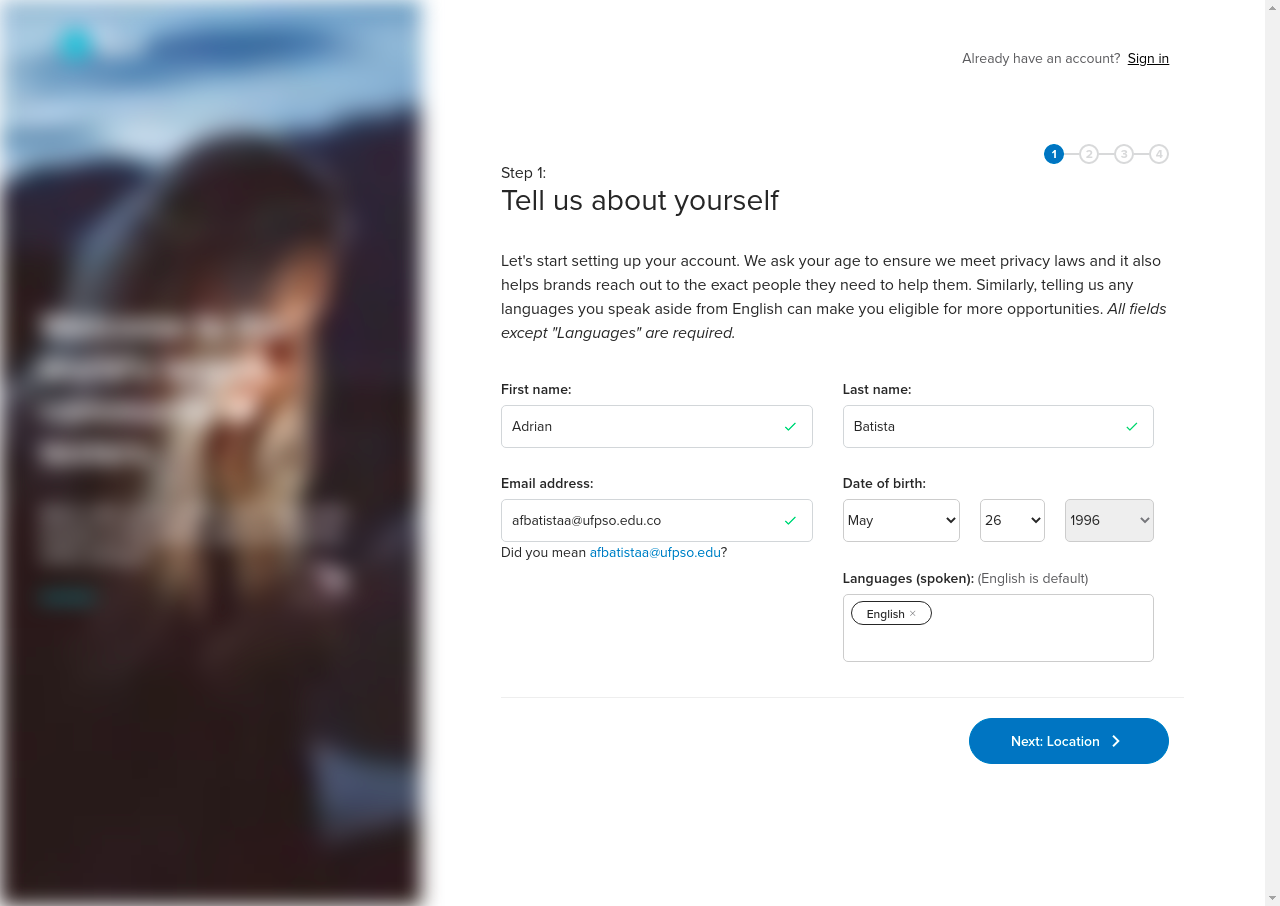 Already have an account? Sign in
1 2 3 4
Step 1:
Tell us about yourself
Let's start setting up your account. We ask your age to ensure we meet privacy laws and it also
helps brands reach out to the exact people they need to help them. Similarly, telling us any
languages you speak aside from English can make you eligible for more opportunities. All fields
except "Languages" are required.
First name:
Last name:
Adrian
Batista
Email address:
Date of birth:
afbatistaa@ufpso.edu.co
May
26
1996
Did you mean afbatistaa@ufpso.edu?
Languages (spoken): (English is default)
English ×
Next: Location